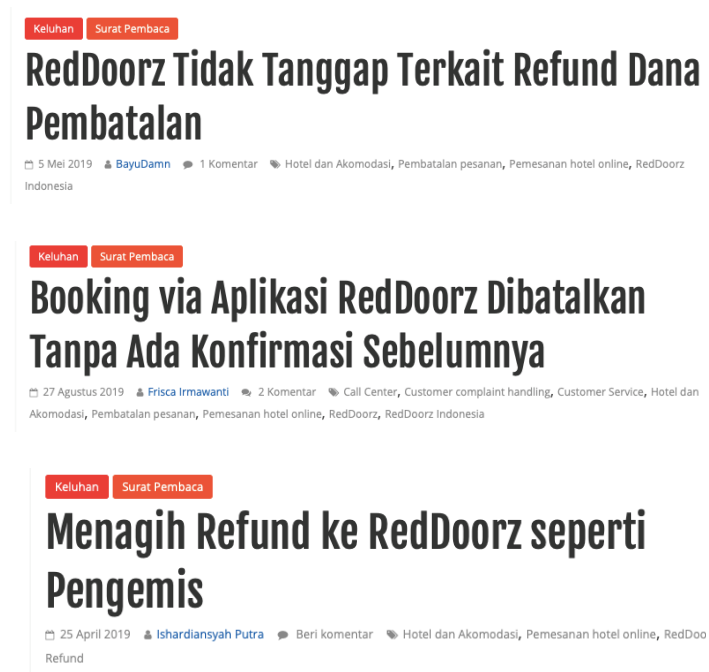 Keluhan Surat Pembaca
RedDoorz Tidak Tanggap Terkait Refund Dana
Pembatalan
5 Mei 2019 BayuDamn 1 Komentar Hotel dan Akomodasi, Pembatalan pesanan, Pemesanan hotel online, RedDoorz
Indonesia
Keluhan Surat Pembaca
Booking via Aplikasi RedDoorz Dibatalkan
Tanpa Ada Konfirmasi Sebelumnya
27 Agustus 2019 Frisca Irmawanti 2 Komentar Call Center, Customer complaint handling, Customer Service, Hotel dan
Akomodasi, Pembatalan pesanan, Pemesanan hotel online, RedDoorz, RedDoorz Indonesia
Keluhan Surat Pembaca
Menagih Refund ke RedDoorz seperti
Pengemis
25 April 2019 Ishardiansyah Putra Beri komentar Hotel dan Akomodasi, Pemesanan hotel online, RedDoo
Refund